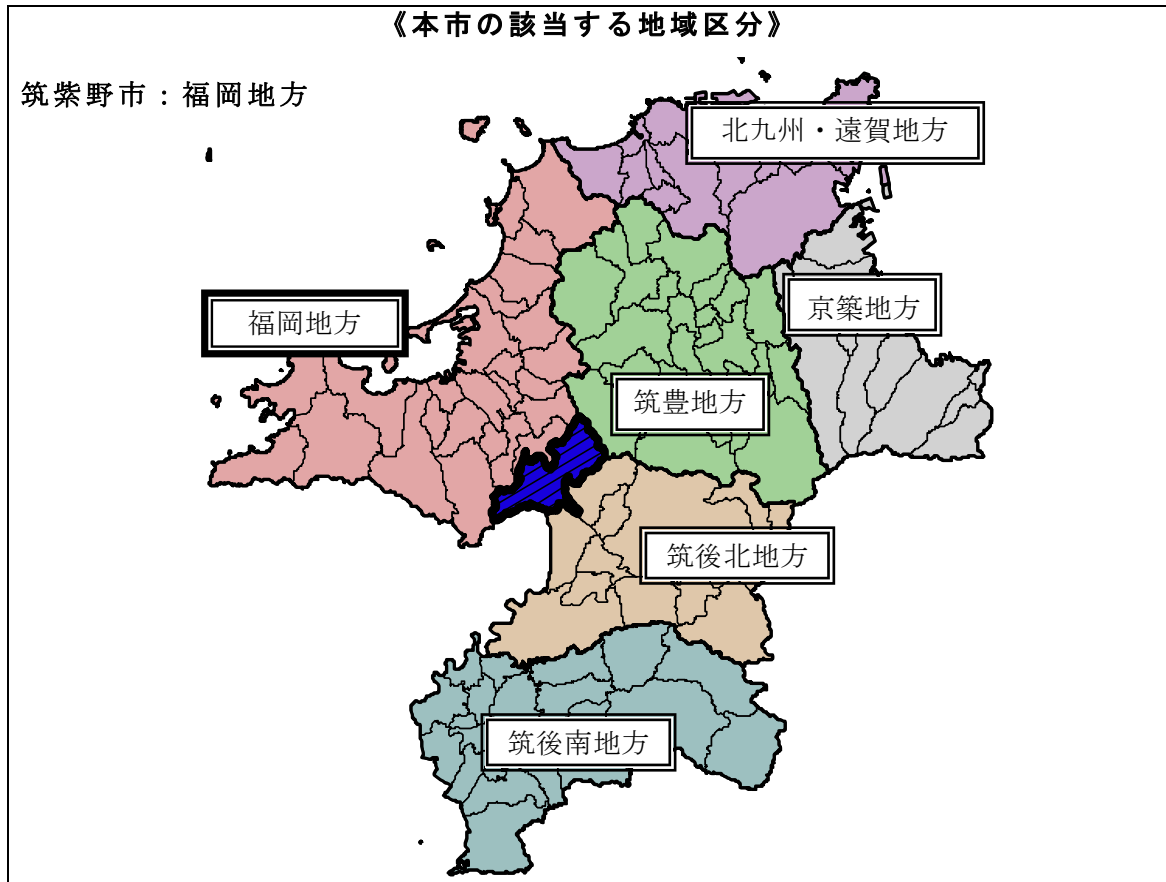 《本市の該当する地域区分》
筑紫野市：福岡地方
北九州・遠賀地方
京築地方
福岡地方
筑豊地方
筑後北地方
筑後南地方